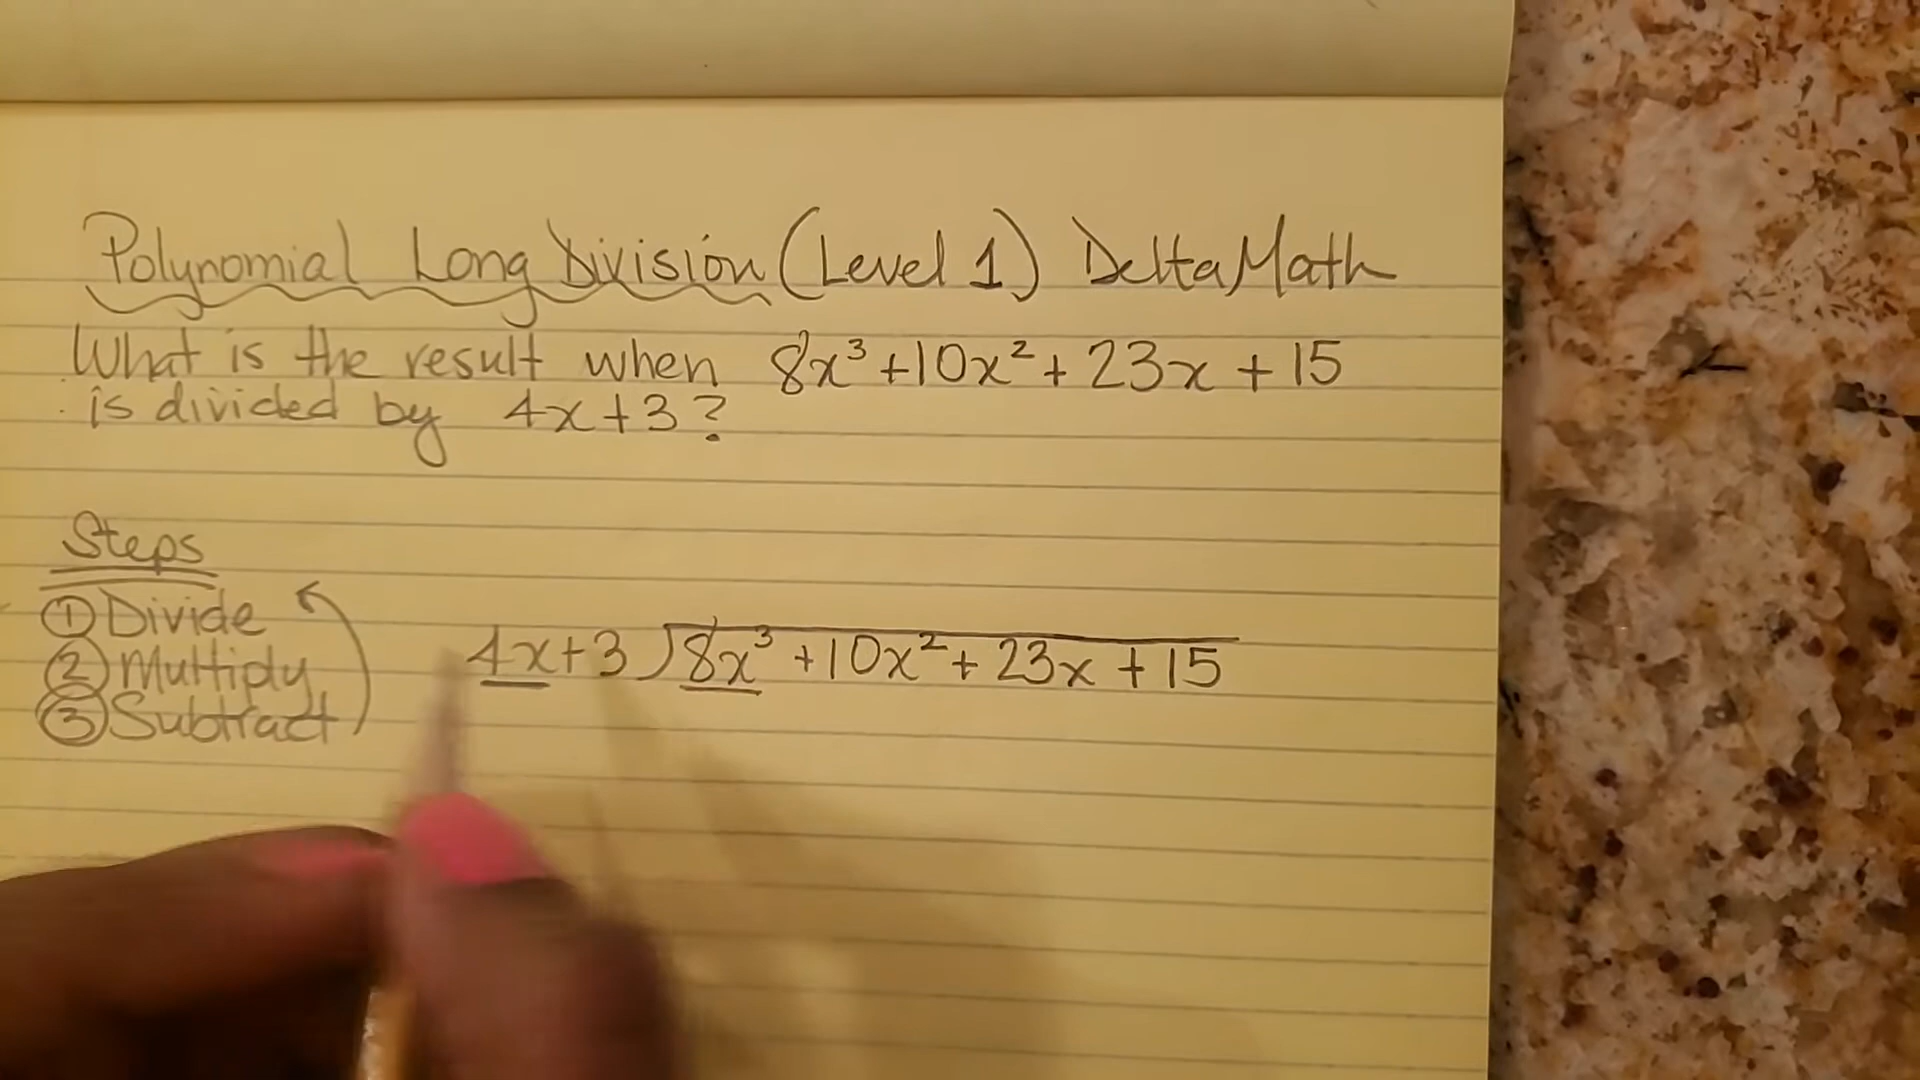 Polynomial Long Division (Level 1) DeltaMath
What is the result when 8x³ + 10x² + 23x + 15
is divided by 4x + 3?
Steps
① Divide
② Multiply
③ Subtract
4x + 3 ⟌ 8x³ + 10x² + 23x + 15